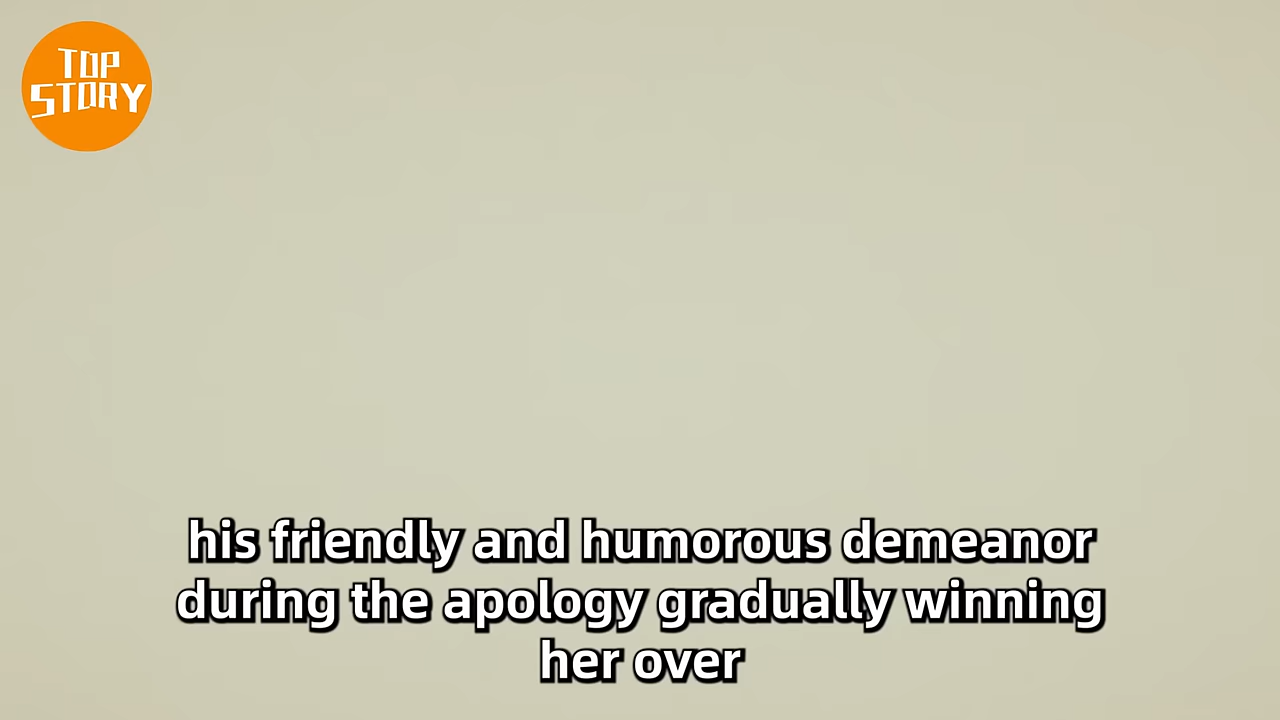 TOP
STORY
his friendly and humorous demeanor
during the apology gradually winning
her over